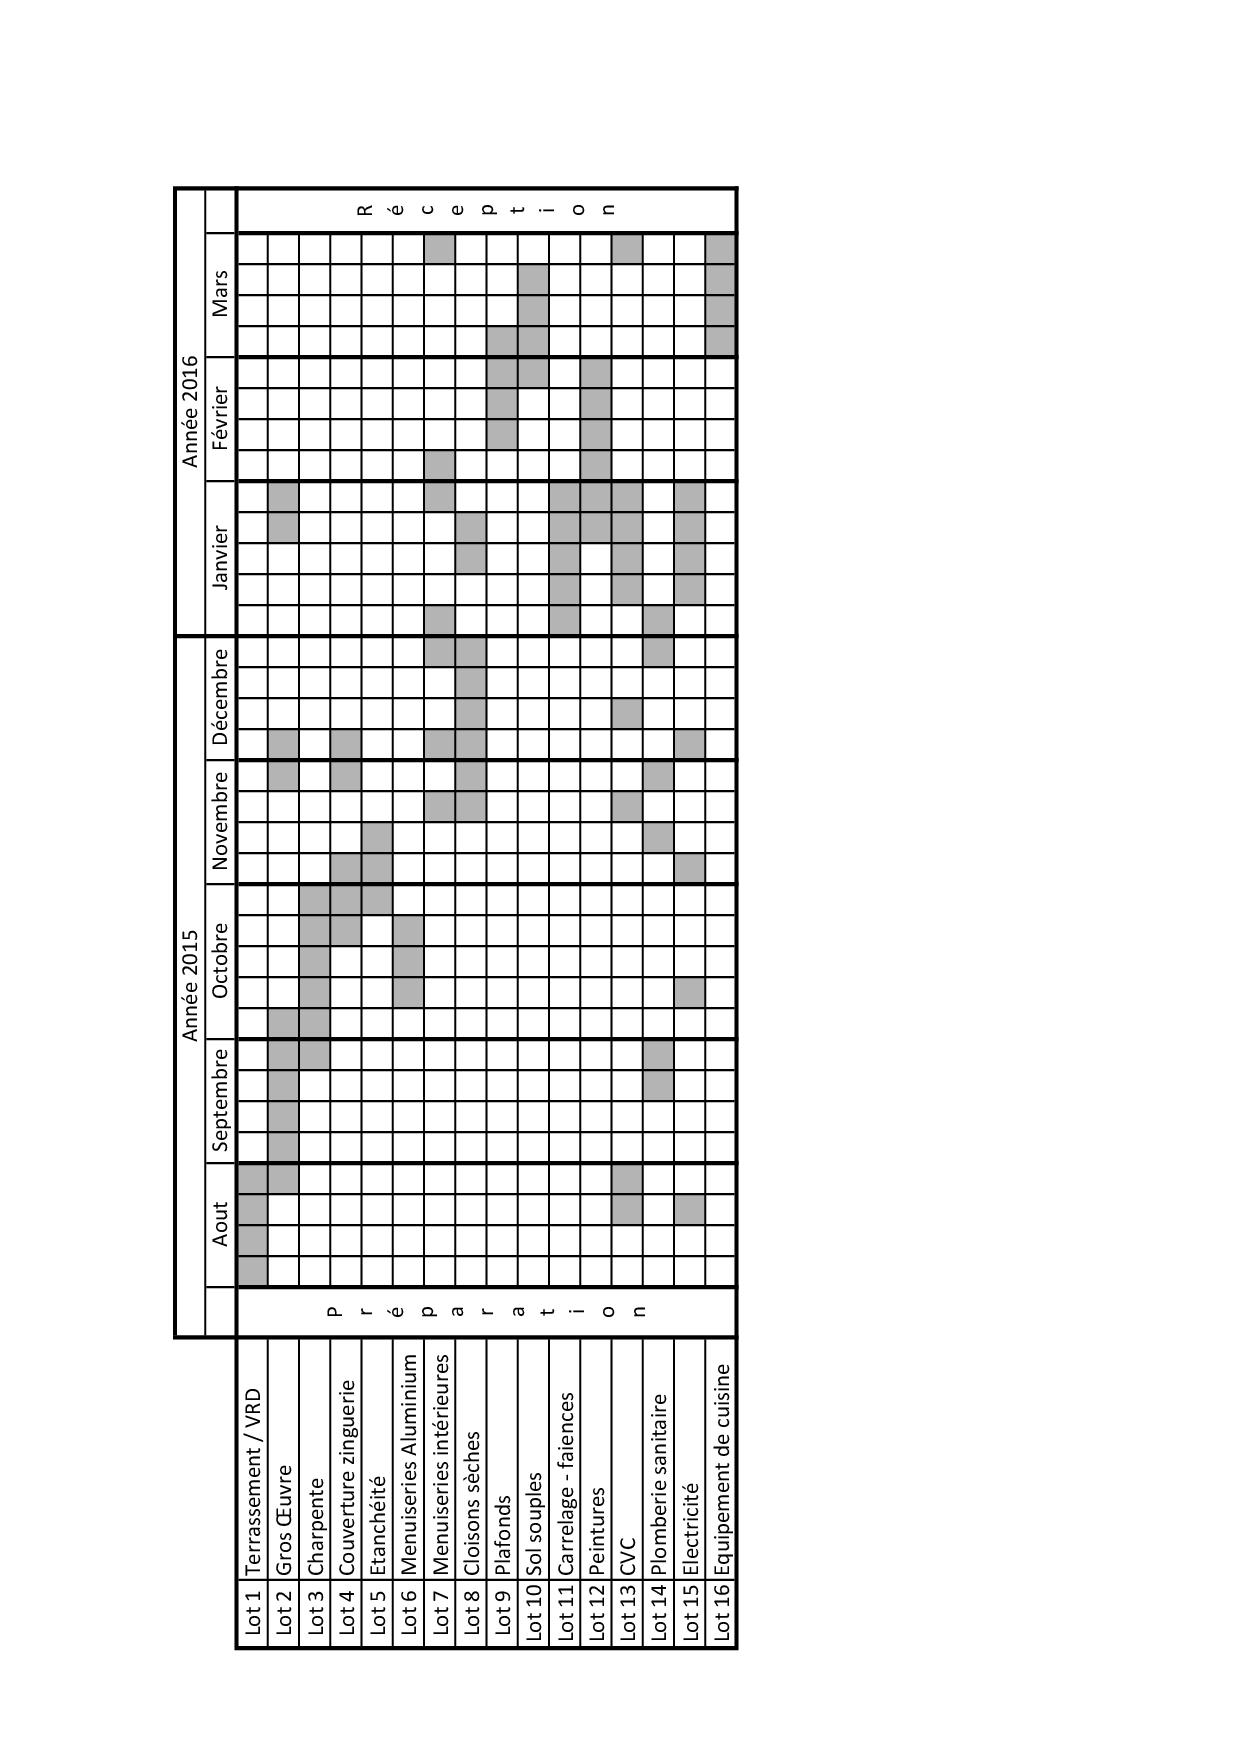 Année 2015 Année 2016
Aout Septembre Octobre Novembre Décembre Janvier Février Mars
Lot 1 Terrassement / VRD
Lot 2 Gros Œuvre
Lot 3 Charpente
Lot 4 Couverture zinguerie
Lot 5 Etanchéité
Lot 6 Menuiseries Aluminium
Lot 7 Menuiseries intérieures
Lot 8 Cloisons sèches
Lot 9 Plafonds
Lot 10 Sol souples
Lot 11 Carrelage - faiences
Lot 12 Peintures
Lot 13 CVC
Lot 14 Plomberie sanitaire
Lot 15 Electricité
Lot 16 Equipement de cuisine
Préparation
Réception